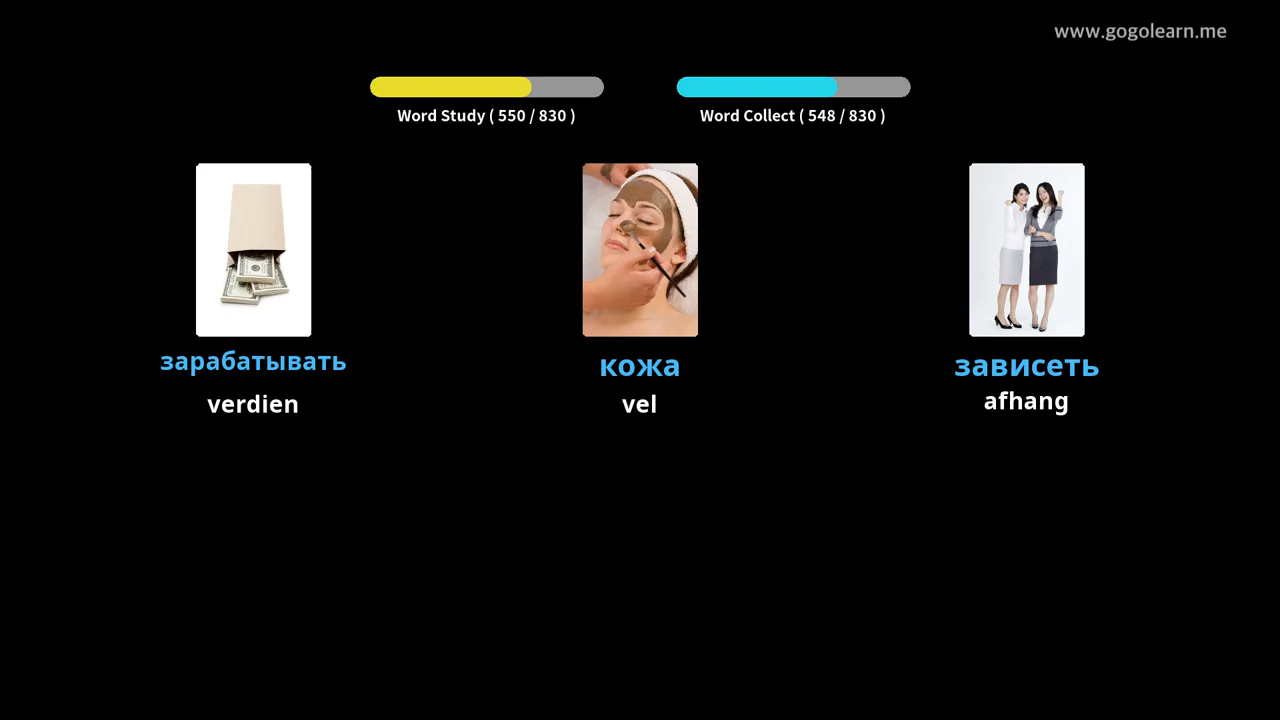 www.gogolearn.me
Word Study ( 550 / 830 )
Word Collect ( 548 / 830 )
зарабатывать
verdien
кожа
vel
зависеть
afhang